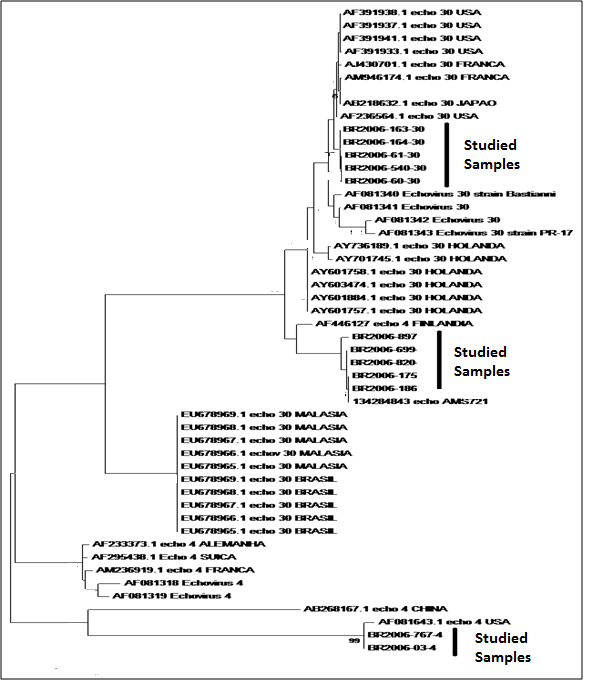 AF391938.1 echo 30 USA
AF391937.1 echo 30 USA
AF391941.1 echo 30 USA
AF391933.1 echo 30 USA
AJ430701.1 echo 30 FRANCA
AM946174.1 echo 30 FRANCA
AB218632.1 echo 30 JAPAO
AF236564.1 echo 30 USA
BR2006-163-30
BR2006-164-30
BR2006-61-30
BR2006-540-30
BR2006-60-30
Studied
Samples
AF081340 Echovirus 30 strain Bastianni
AF081341 Echovirus 30
AF081342 Echovirus 30
AF081343 Echovirus 30 strain PR-17
AY736189.1 echo 30 HOLANDA
AY701745.1 echo 30 HOLANDA
AY601758.1 echo 30 HOLANDA
AY603474.1 echo 30 HOLANDA
AY601884.1 echo 30 HOLANDA
AY601757.1 echo 30 HOLANDA
AF446127 echo 4 FINLANDIA
BR2006-897
BR2006-699
BR2006-820
BR2006-175
BR2006-186
Studied
Samples
134284843 echo AMS721
EU678969.1 echo 30 MALASIA
EU678968.1 echo 30 MALASIA
EU678967.1 echo 30 MALASIA
EU678966.1 echov 30 MALASIA
EU678965.1 echo 30 MALASIA
EU678969.1 echo 30 BRASIL
EU678968.1 echo 30 BRASIL
EU678967.1 echo 30 BRASIL
EU678966.1 echo 30 BRASIL
EU678965.1 echo 30 BRASIL
AF233373.1 echo 4 ALEMANHA
AF295438.1 Echo 4 SUICA
AM236919.1 echo 4 FRANCA
AF081318 Echovirus 4
AF081319 Echovirus 4
AB268167.1 echo 4 CHINA
AF081643.1 echo 4 USA
BR2006-767-4
99
BR2006-03-4
Studied
Samples